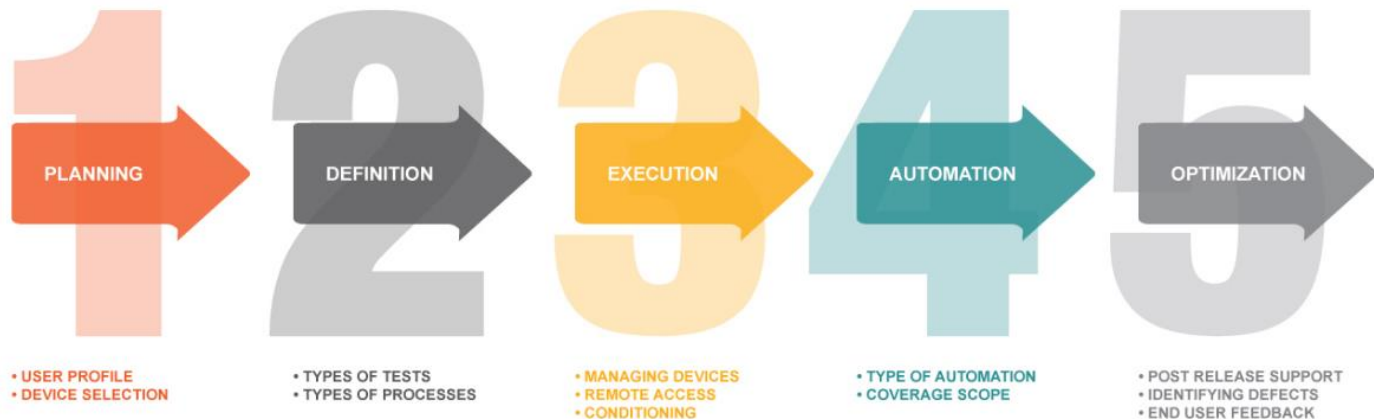 1
PLANNING
• USER PROFILE
• DEVICE SELECTION
2
DEFINITION
• TYPES OF TESTS
• TYPES OF PROCESSES
3
EXECUTION
• MANAGING DEVICES
• REMOTE ACCESS
• CONDITIONING
4
AUTOMATION
• TYPE OF AUTOMATION
• COVERAGE SCOPE
5
OPTIMIZATION
• POST RELEASE SUPPORT
• IDENTIFYING DEFECTS
• END USER FEEDBACK